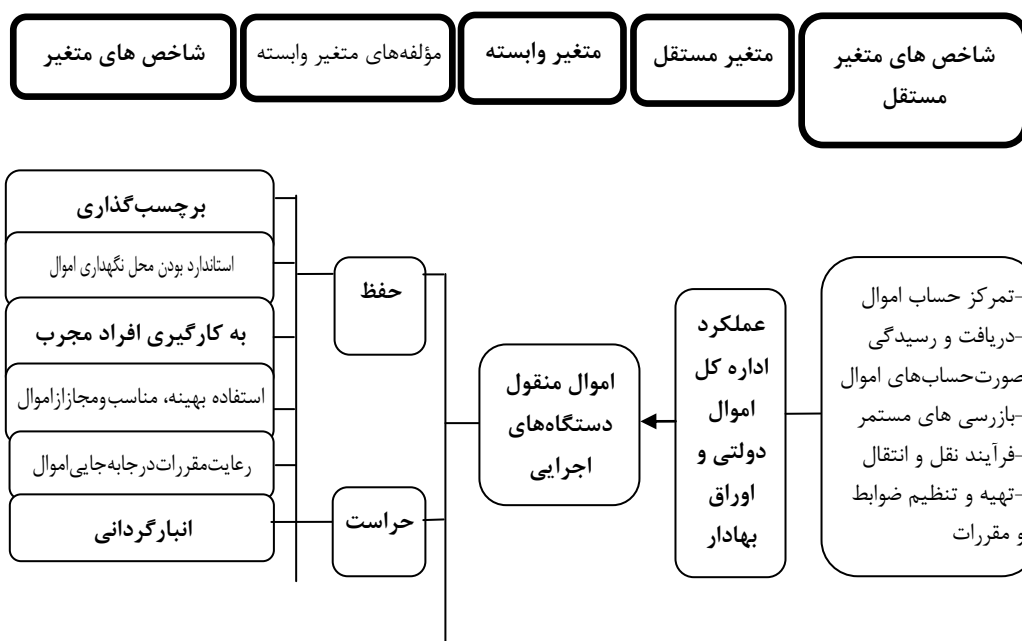 شاخص های متغیر
مستقل
متغیر مستقل
متغیر وابسته
مؤلفه‌های متغیر وابسته
شاخص های متغیر
-تمرکز حساب اموال
-دریافت و رسیدگی
صورت‌حساب‌های اموال
-بازرسی های مستمر
-فرآیند نقل و انتقال
-تهیه و تنظیم ضوابط
و مقررات
عملکرد
اداره کل
اموال
دولتی و
اوراق
بهادار
اموال منقول
دستگاه‌های
اجرایی
حفظ
حراست
برچسب‌گذاری
استاندارد بودن محل نگهداری اموال
به کارگیری افراد مجرب
استفاده بهینه، مناسب‌و‌مجازازاموال
رعایت‌مقررات‌درجابه‌جایی‌اموال
انبارگردانی